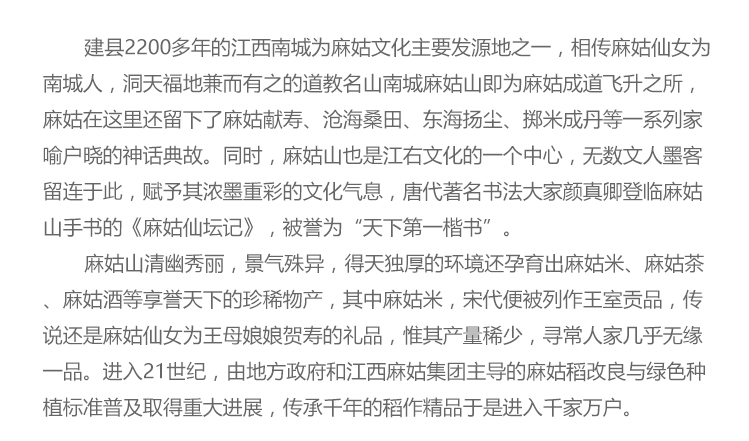 建县2200多年的江西南城为麻姑文化主要发源地之一，相传麻姑仙女为
南城人，洞天福地兼而有之的道教名山南城麻姑山即为麻姑成道飞升之所，
麻姑在这里还留下了麻姑献寿、沧海桑田、东海扬尘、掷米成丹等一系列家
喻户晓的神话典故。同时，麻姑山也是江右文化的一个中心，无数文人墨客
留连于此，赋予其浓墨重彩的文化气息，唐代著名书法大家颜真卿登临麻姑
山手书的《麻姑仙坛记》，被誉为“天下第一楷书”。
麻姑山清幽秀丽，景气殊异，得天独厚的环境还孕育出麻姑米、麻姑茶
、麻姑酒等享誉天下的珍稀物产，其中麻姑米，宋代便被列作王室贡品，传
说还是麻姑仙女为王母娘娘贺寿的礼品，惟其产量稀少，寻常人家几乎无缘
一品。进入21世纪，由地方政府和江西麻姑集团主导的麻姑稻改良与绿色种
植标准普及取得重大进展，传承千年的稻作精品于是进入千家万户。